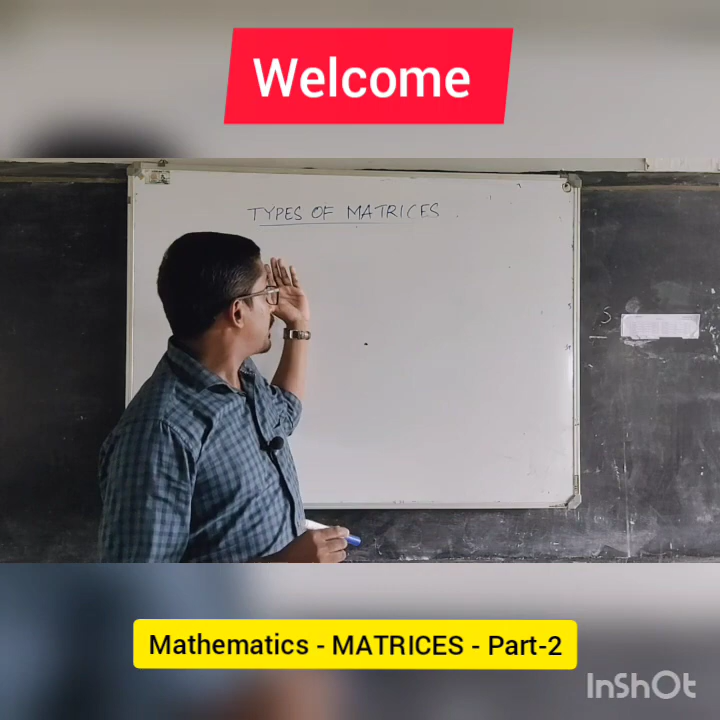 Welcome
TYPES OF MATRICES
Mathematics - MATRICES - Part-2
InShOt